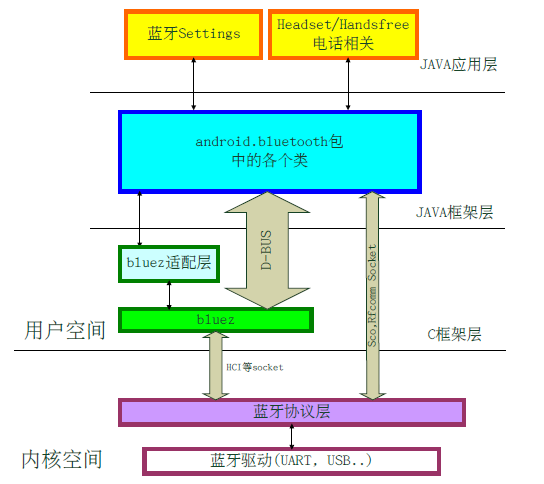 蓝牙Settings
Headset/Handsfree
电话相关
JAVA应用层
android.bluetooth包
中的各个类
JAVA框架层
D-BUS
Sco,Rfcomm Socket
bluez适配层
bluez
用户空间
C框架层
HCI等socket
蓝牙协议层
内核空间
蓝牙驱动(UART, USB..)